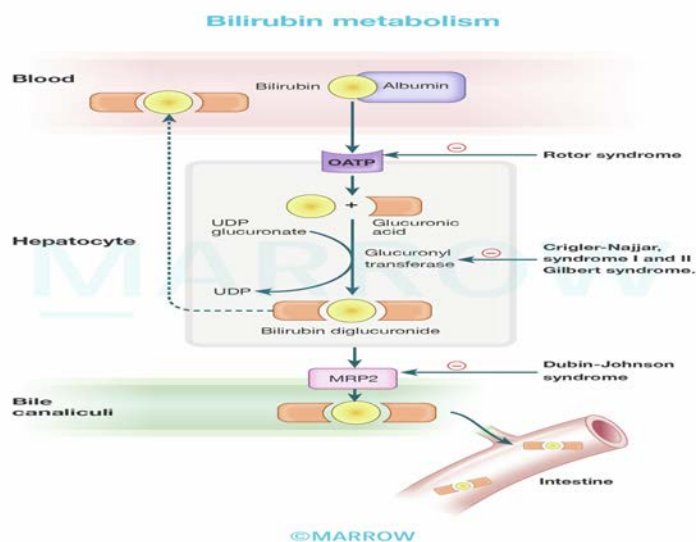 Bilirubin metabolism
Blood
Bilirubin
Albumin
OATP
Rotor syndrome
+
UDP
glucuronate
Glucuronic
acid
Hepatocyte
Glucuronyl
transferase
Crigler-Najjar,
syndrome I and II
Gilbert syndrome.
MARROW
UDP
Bilirubin diglucuronide
MRP2
Dubin-Johnson
syndrome
Bile
canaliculi
Intestine
©MARROW